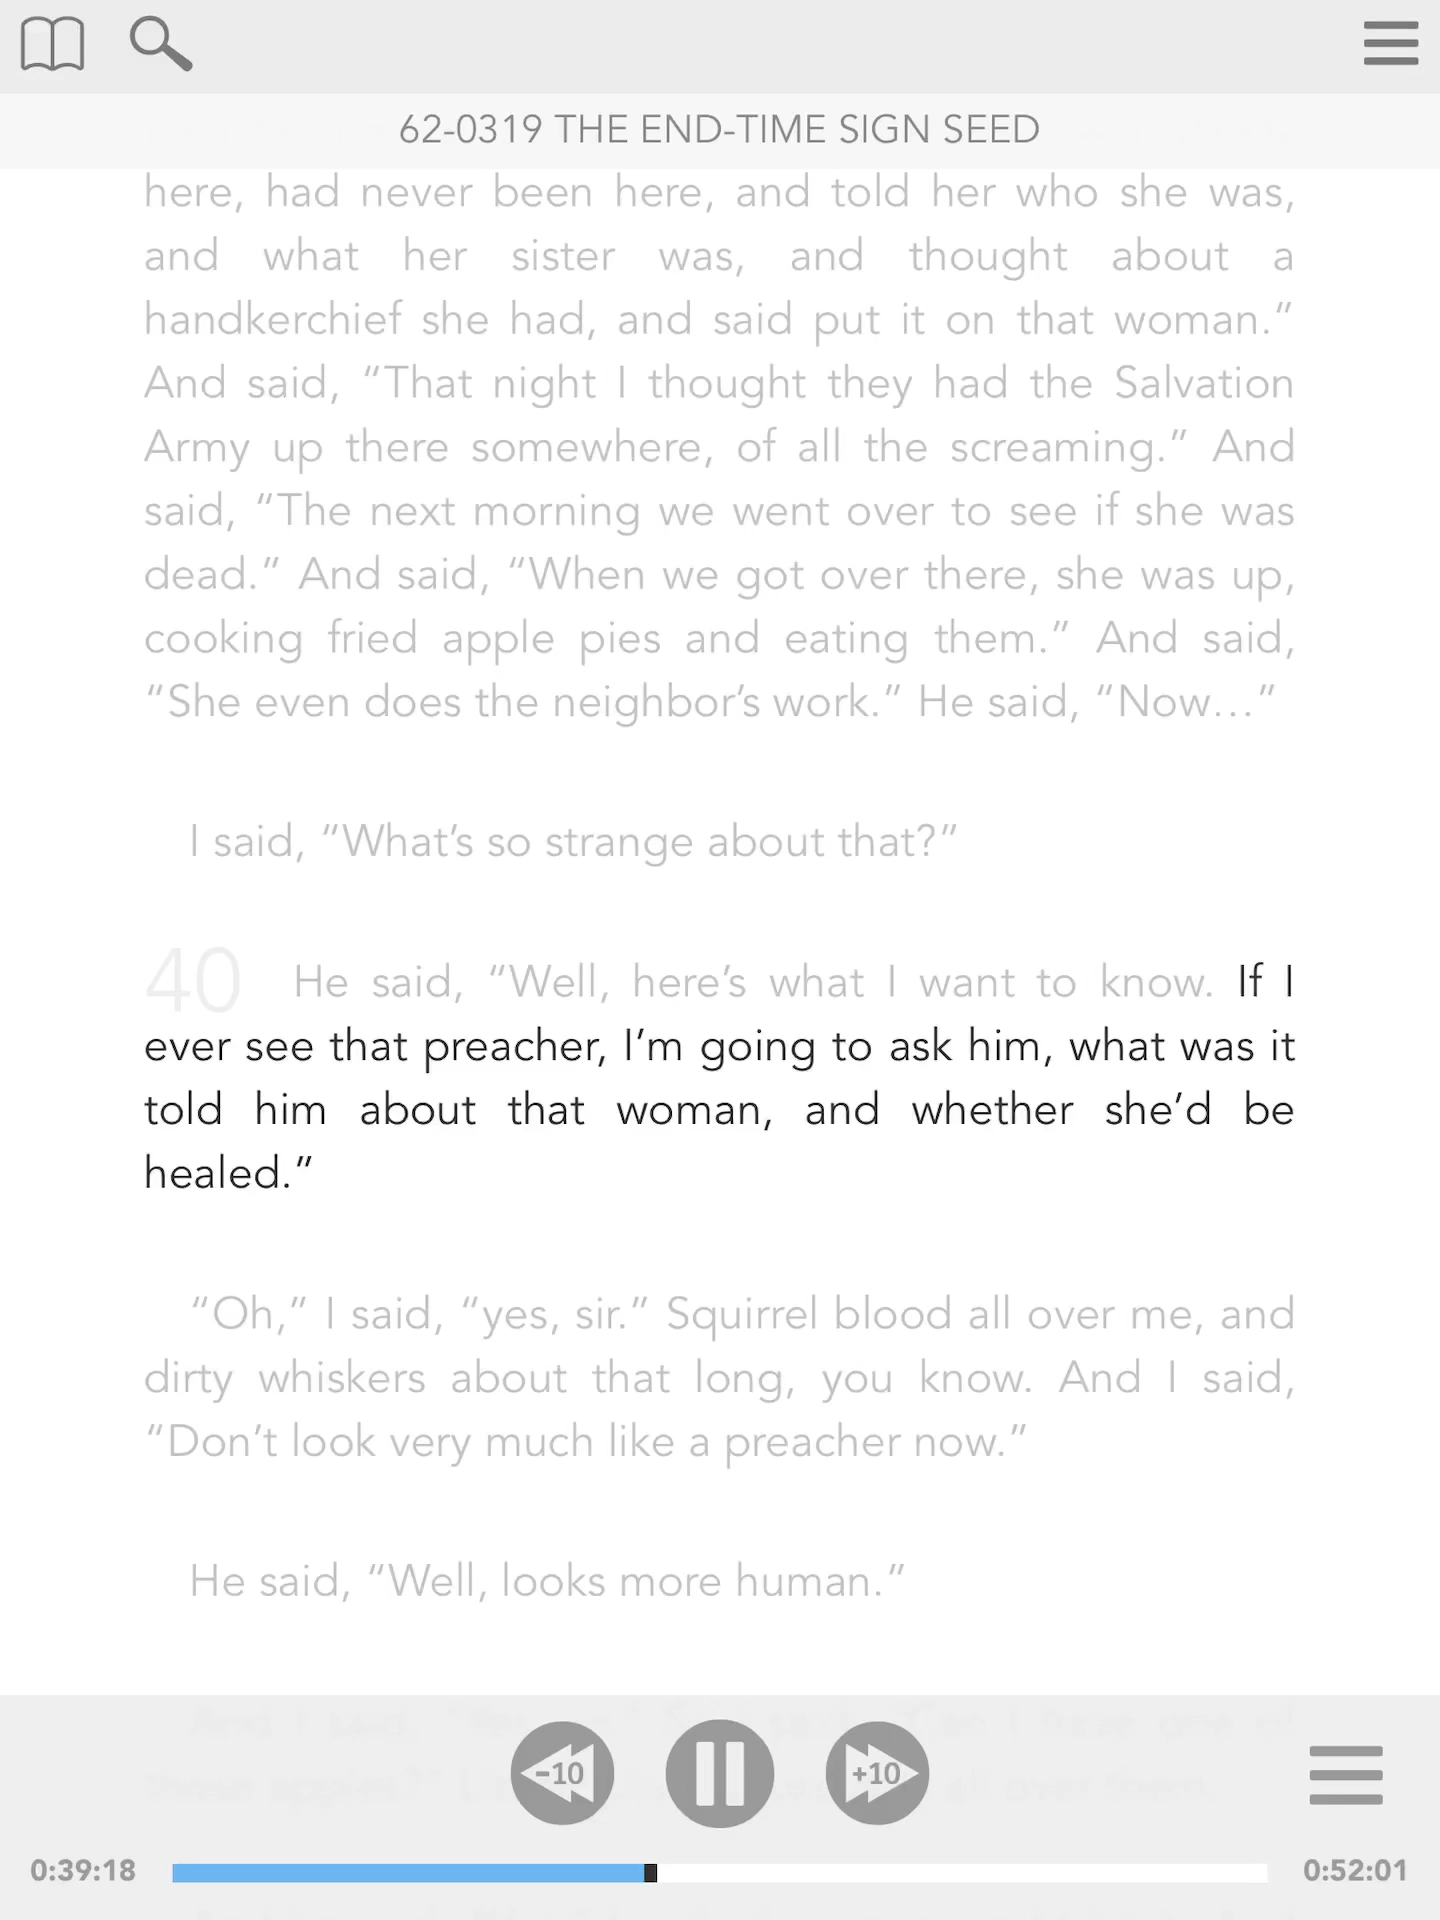 62-0319 THE END-TIME SIGN SEED
here, had never been here, and told her who she was,
and what her sister was, and thought about a
handkerchief she had, and said put it on that woman.”
And said, “That night I thought they had the Salvation
Army up there somewhere, of all the screaming.” And
said, “The next morning we went over to see if she was
dead.” And said, “When we got over there, she was up,
cooking fried apple pies and eating them.” And said,
“She even does the neighbor’s work.” He said, “Now…”
I said, “What’s so strange about that?”
40 He said, “Well, here’s what I want to know. If I
ever see that preacher, I’m going to ask him, what was it
told him about that woman, and whether she’d be
healed.”
“Oh,” I said, “yes, sir.” Squirrel blood all over me, and
dirty whiskers about that long, you know. And I said,
“Don’t look very much like a preacher now.”
He said, “Well, looks more human.”
-10 +10
0:39:18 0:52:01